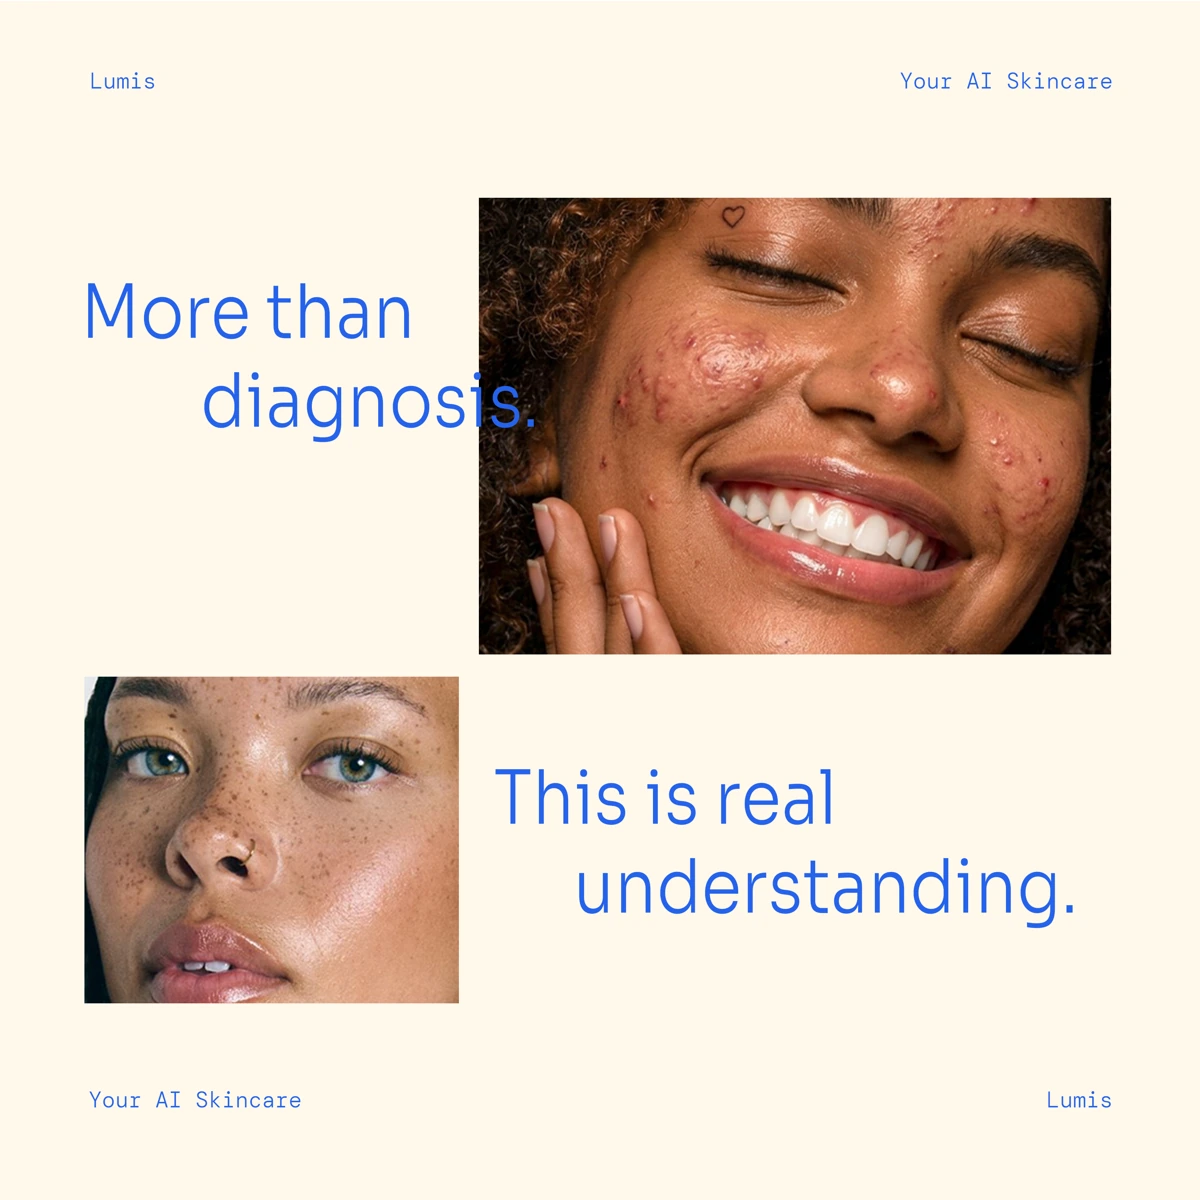 Lumis
Your AI Skincare
More than
diagnosis.
This is real
understanding.
Your AI Skincare
Lumis